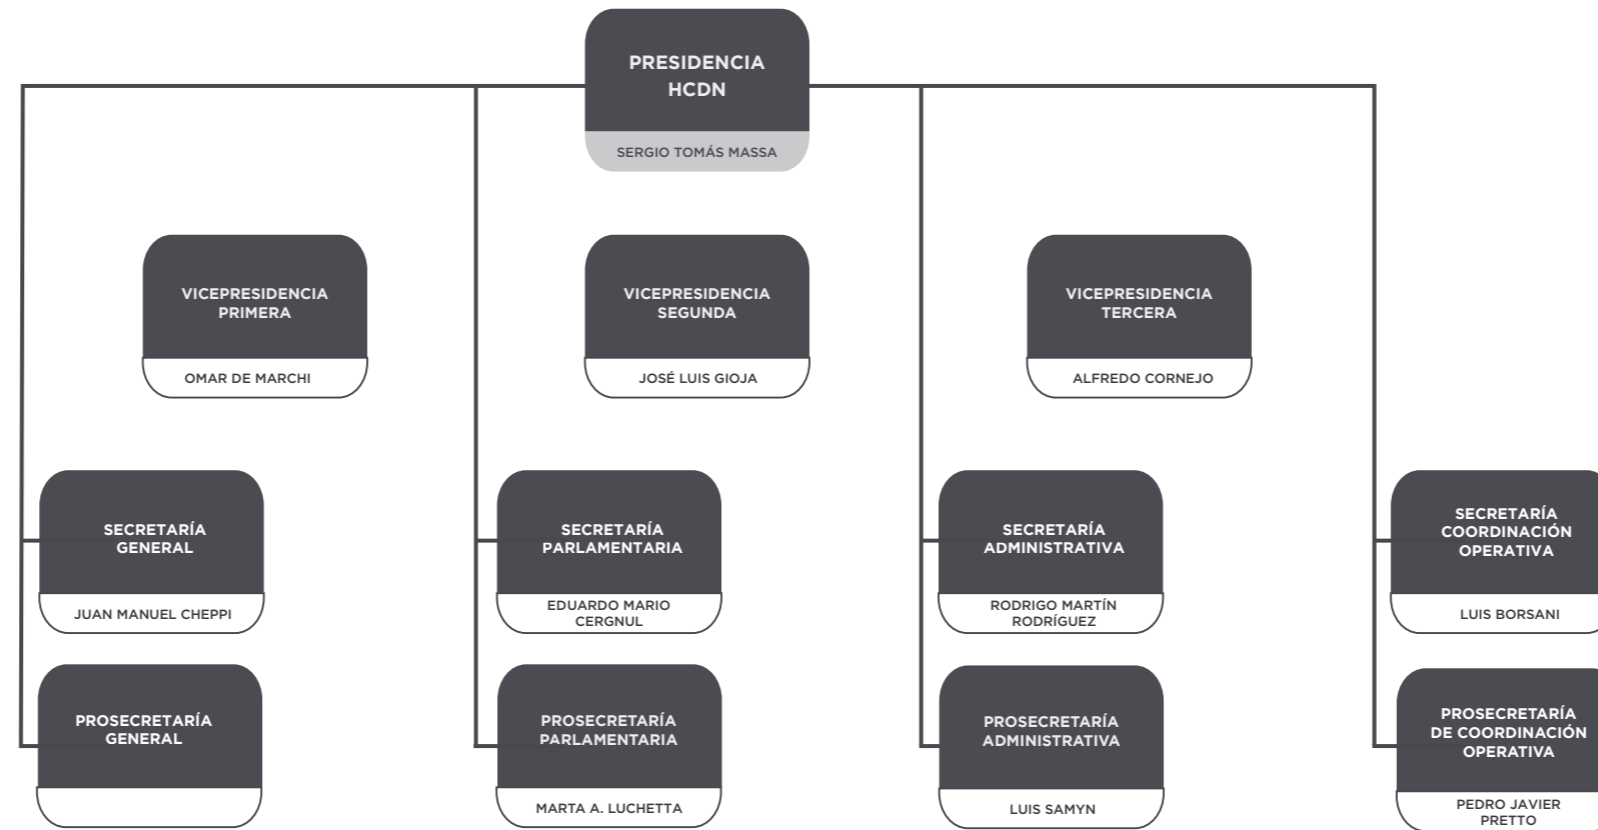 PRESIDENCIA
HCDN
SERGIO TOMÁS MASSA
VICEPRESIDENCIA
PRIMERA
OMAR DE MARCHI
VICEPRESIDENCIA
SEGUNDA
JOSÉ LUIS GIOJA
VICEPRESIDENCIA
TERCERA
ALFREDO CORNEJO
SECRETARÍA
GENERAL
JUAN MANUEL CHEPPI
SECRETARÍA
PARLAMENTARIA
EDUARDO MARIO
CERGNUL
SECRETARÍA
ADMINISTRATIVA
RODRIGO MARTÍN
RODRÍGUEZ
SECRETARÍA
COORDINACIÓN
OPERATIVA
LUIS BORSANI
PROSECRETARÍA
GENERAL
PROSECRETARÍA
PARLAMENTARIA
MARTA A. LUCHETTA
PROSECRETARÍA
ADMINISTRATIVA
LUIS SAMYN
PROSECRETARÍA
DE COORDINACIÓN
OPERATIVA
PEDRO JAVIER
PRETTO